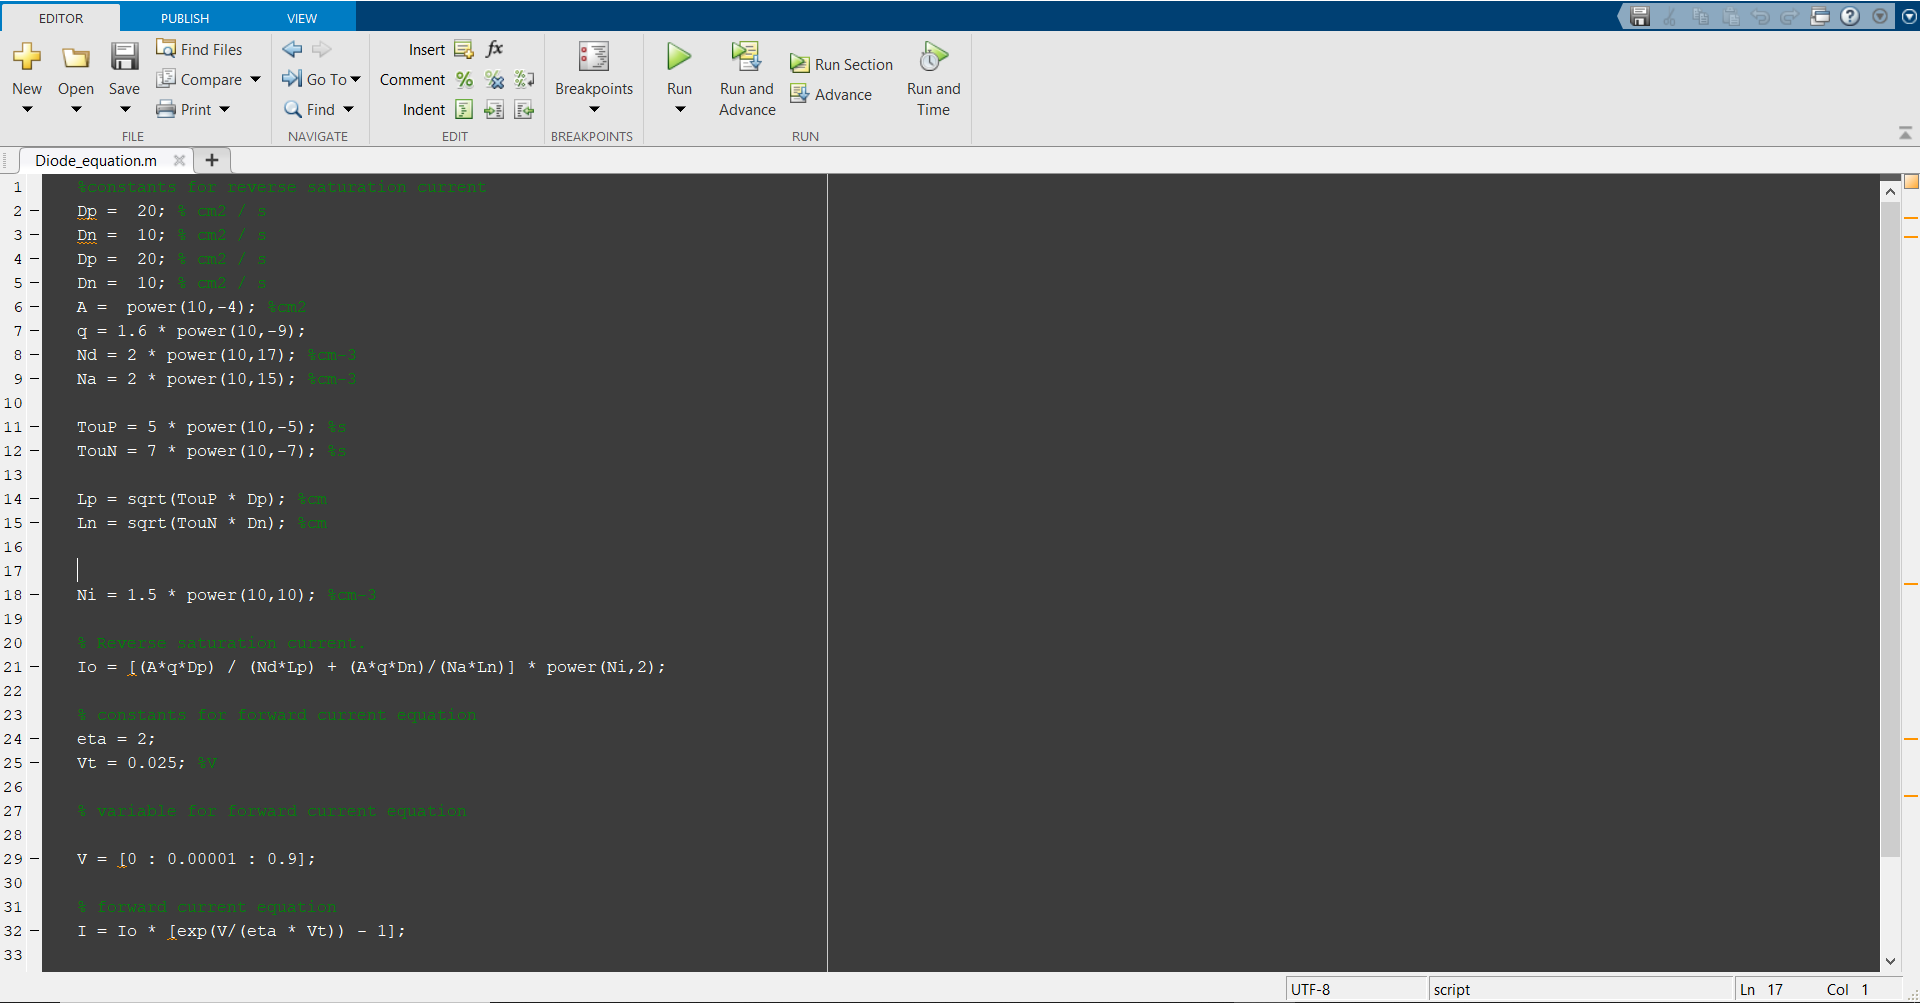 EDITOR PUBLISH VIEW
New Open Save Find Files Compare Print
FILE
Go To Find
NAVIGATE
Insert fx
Comment
Indent
EDIT
Breakpoints
BREAKPOINTS
Run Run and Advance Run Section Advance Run and Time
RUN
Diode_equation.m
1 %constants for reverse saturation current
2 Dp =  20; % cm2 / s
3 Dn =  10; % cm2 / s
4 Dp =  20; % cm2 / s
5 Dn =  10; % cm2 / s
6 A =  power(10,-4); %cm2
7 q = 1.6 * power(10,-9);
8 Nd = 2 * power(10,17); %cm-3
9 Na = 2 * power(10,15); %cm-3
10
11 TouP = 5 * power(10,-5); %s
12 TouN = 7 * power(10,-7); %s
13
14 Lp = sqrt(TouP * Dp); %cm
15 Ln = sqrt(TouN * Dn); %cm
16
17
18 Ni = 1.5 * power(10,10); %cm-3
19
20 % Reverse saturation current.
21 Io = [(A*q*Dp) / (Nd*Lp) + (A*q*Dn)/(Na*Ln)] * power(Ni,2);
22
23 % constants for forward current equation
24 eta = 2;
25 Vt = 0.025; %V
26
27 % variable for forward current equation
28
29 V = [0 : 0.00001 : 0.9];
30
31 % forward current equation
32 I = Io * [exp(V/(eta * Vt)) - 1];
33
UTF-8 script Ln 17 Col 1